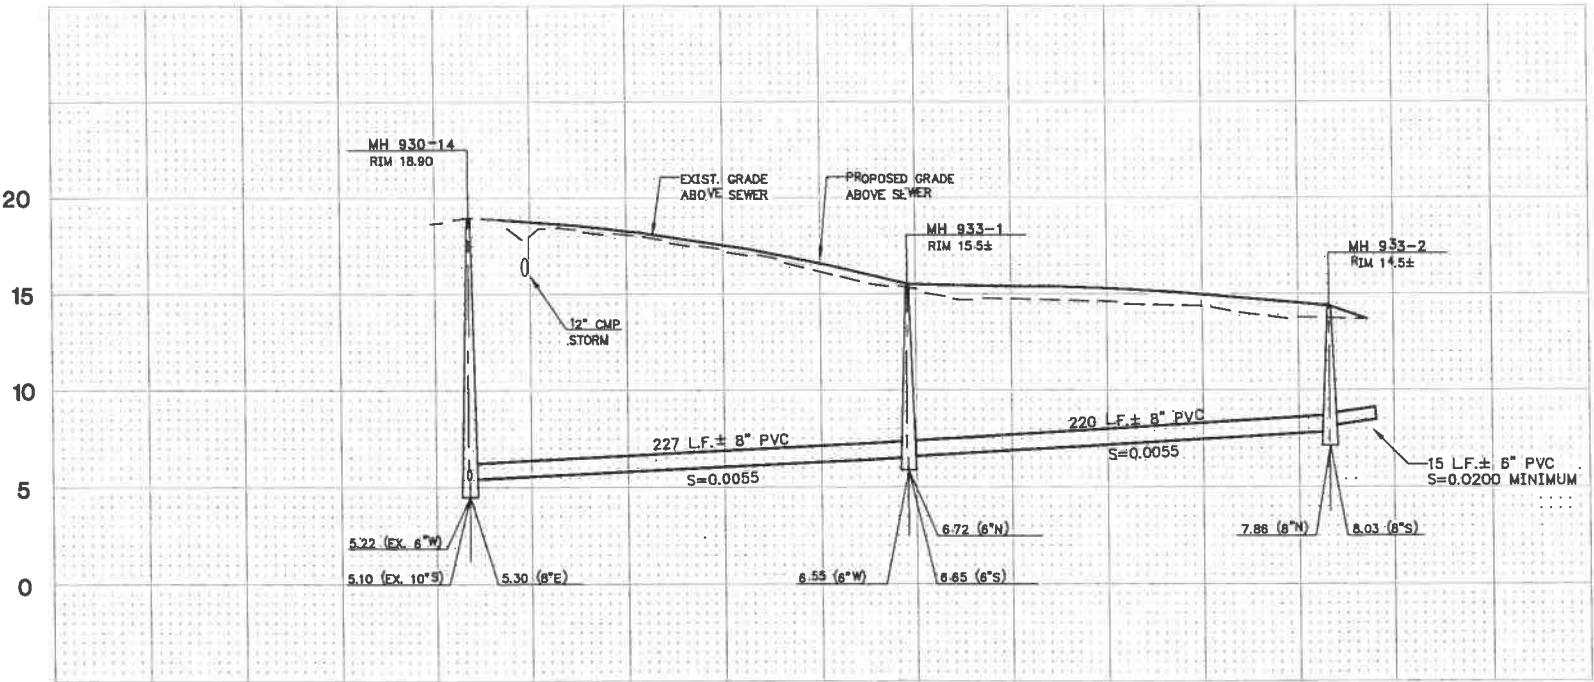 MH 930-14
RIM 18.90
EXIST. GRADE
ABOVE SEWER
PROPOSED GRADE
ABOVE SEWER
20
MH 933-1
RIM 15.5±
MH 933-2
RIM 14.5±
15
12" CMP
STORM
10
227 L.F.± 8" PVC
S=0.0055
220 L.F.± 8" PVC
S=0.0055
15 L.F.± 6" PVC
S=0.0200 MINIMUM
5
5.22 (EX. 6"W)
5.10 (EX. 10"S)
5.30 (8"E)
6.72 (6"N)
6.55 (6"W)
6.65 (6"S)
7.86 (8"N)
8.03 (8"S)
0